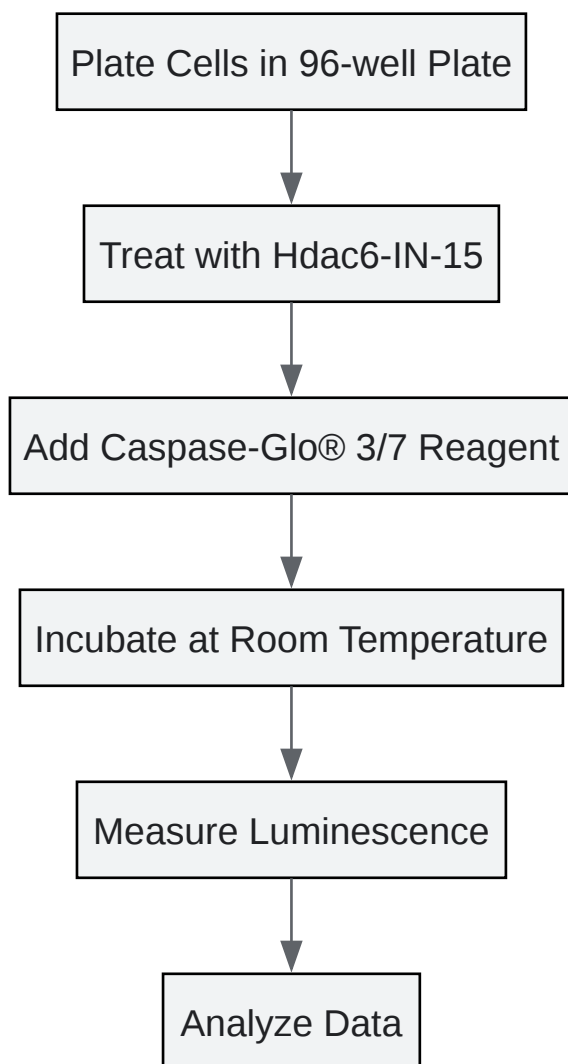 Plate Cells in 96-well Plate
Treat with Hdac6-IN-15
Add Caspase-Glo® 3/7 Reagent
Incubate at Room Temperature
Measure Luminescence
Analyze Data